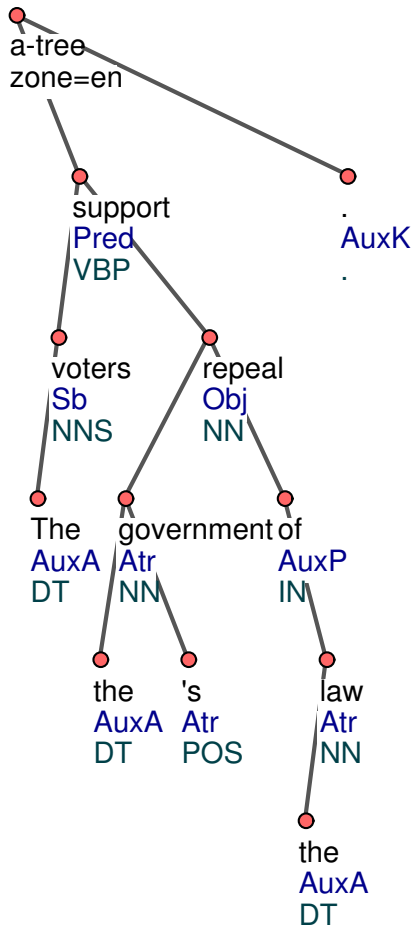 a-tree
zone=en
support
Pred
VBP
.
AuxK
.
voters
Sb
NNS
repeal
Obj
NN
The
AuxA
DT
government
Atr
NN
of
AuxP
IN
the
AuxA
DT
's
Atr
POS
law
Atr
NN
the
AuxA
DT